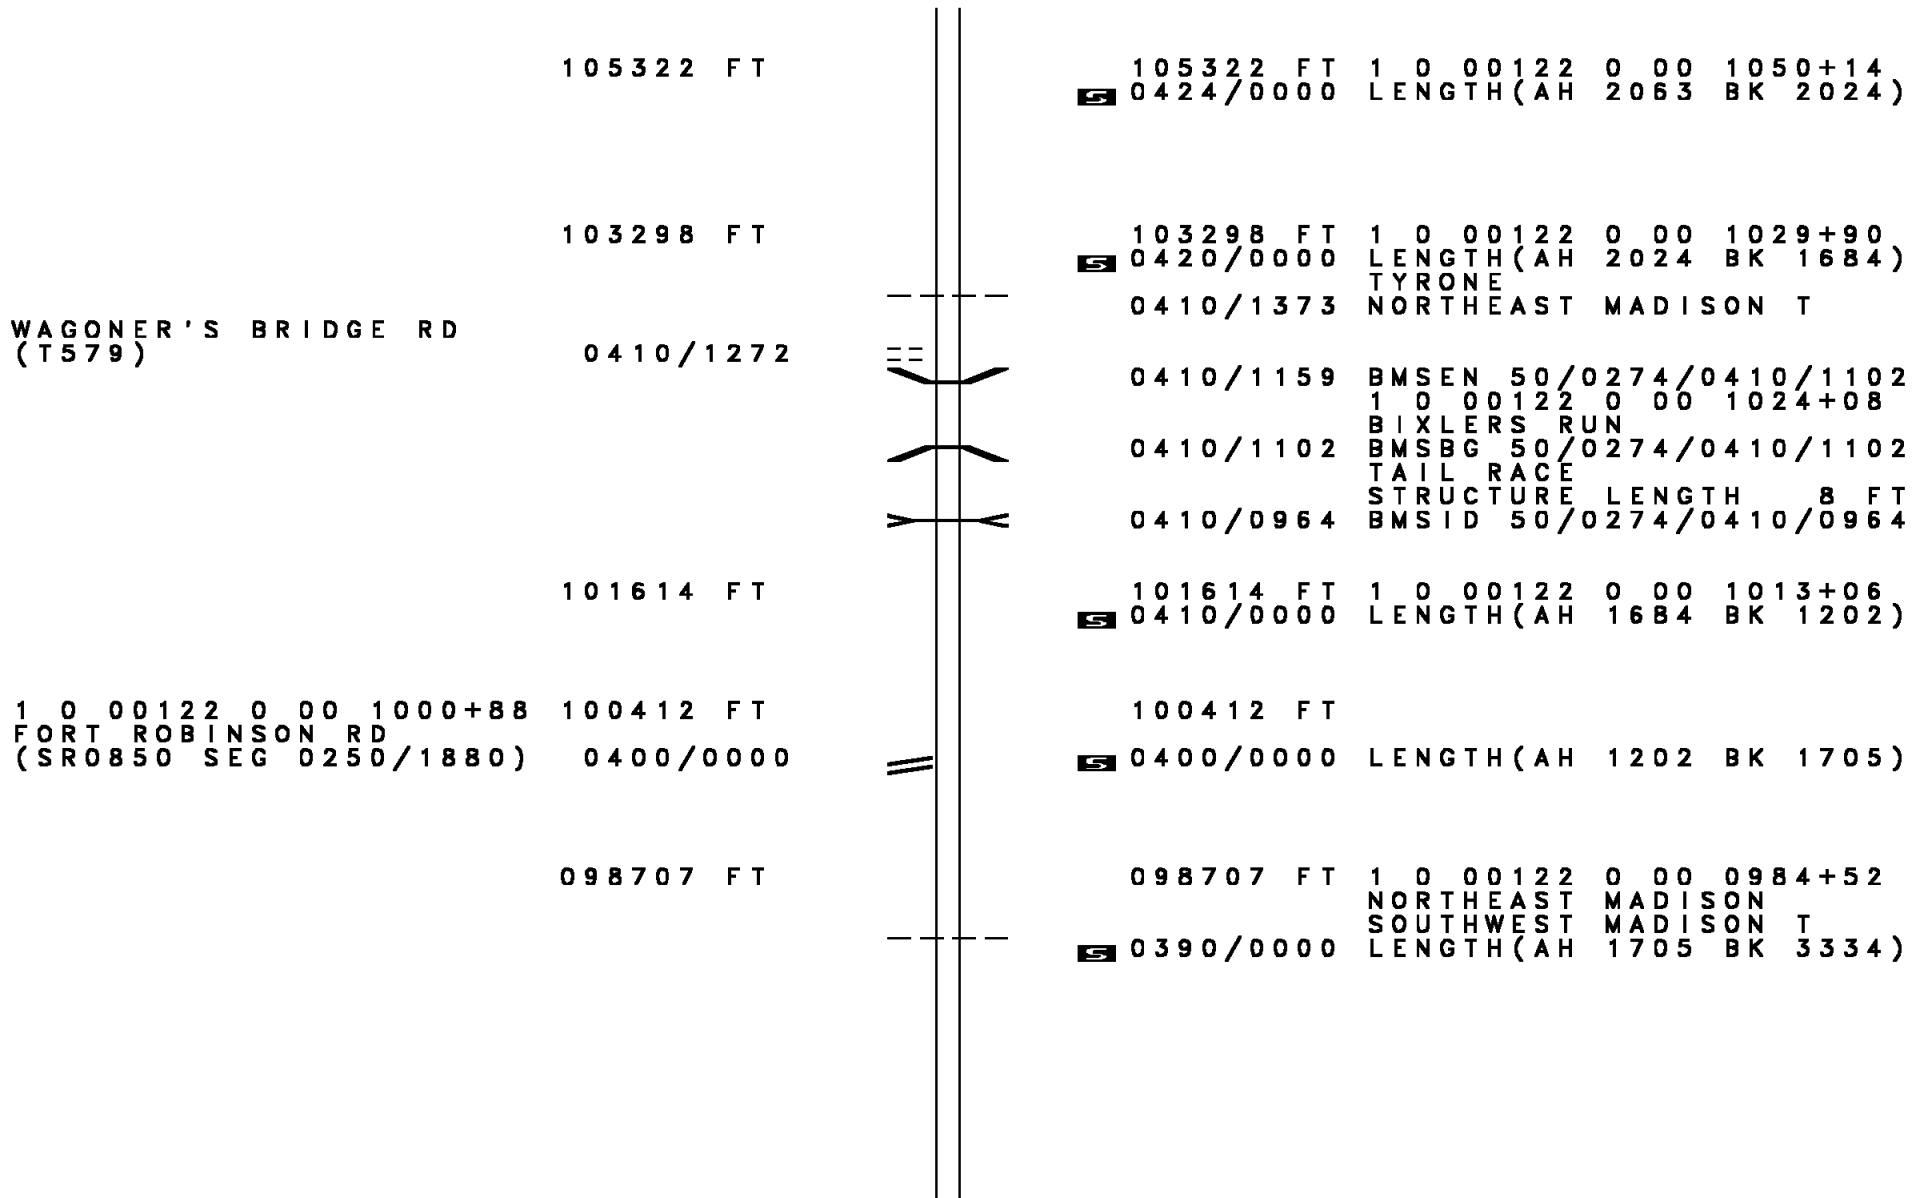 105322 FT 105322 FT 1 0 00122 0 00 1050+14
S 0424/0000 LENGTH(AH 2063 BK 2024)
103298 FT 103298 FT 1 0 00122 0 00 1029+90
S 0420/0000 LENGTH(AH 2024 BK 1684)
TYRONE
0410/1373 NORTHEAST MADISON T
WAGONER'S BRIDGE RD
(T579) 0410/1272
0410/1159 BMSEN 50/0274/0410/1102
1 0 00122 0 00 1024+08
BIXLERS RUN
0410/1102 BMSBG 50/0274/0410/1102
TAIL RACE
STRUCTURE LENGTH 8 FT
0410/0964 BMSID 50/0274/0410/0964
101614 FT 101614 FT 1 0 00122 0 00 1013+06
S 0410/0000 LENGTH(AH 1684 BK 1202)
1 0 00122 0 00 1000+88 100412 FT 100412 FT
FORT ROBINSON RD
(SR0850 SEG 0250/1880) 0400/0000 S 0400/0000 LENGTH(AH 1202 BK 1705)
098707 FT 098707 FT 1 0 00122 0 00 0984+52
NORTHEAST MADISON
SOUTHWEST MADISON T
S 0390/0000 LENGTH(AH 1705 BK 3334)